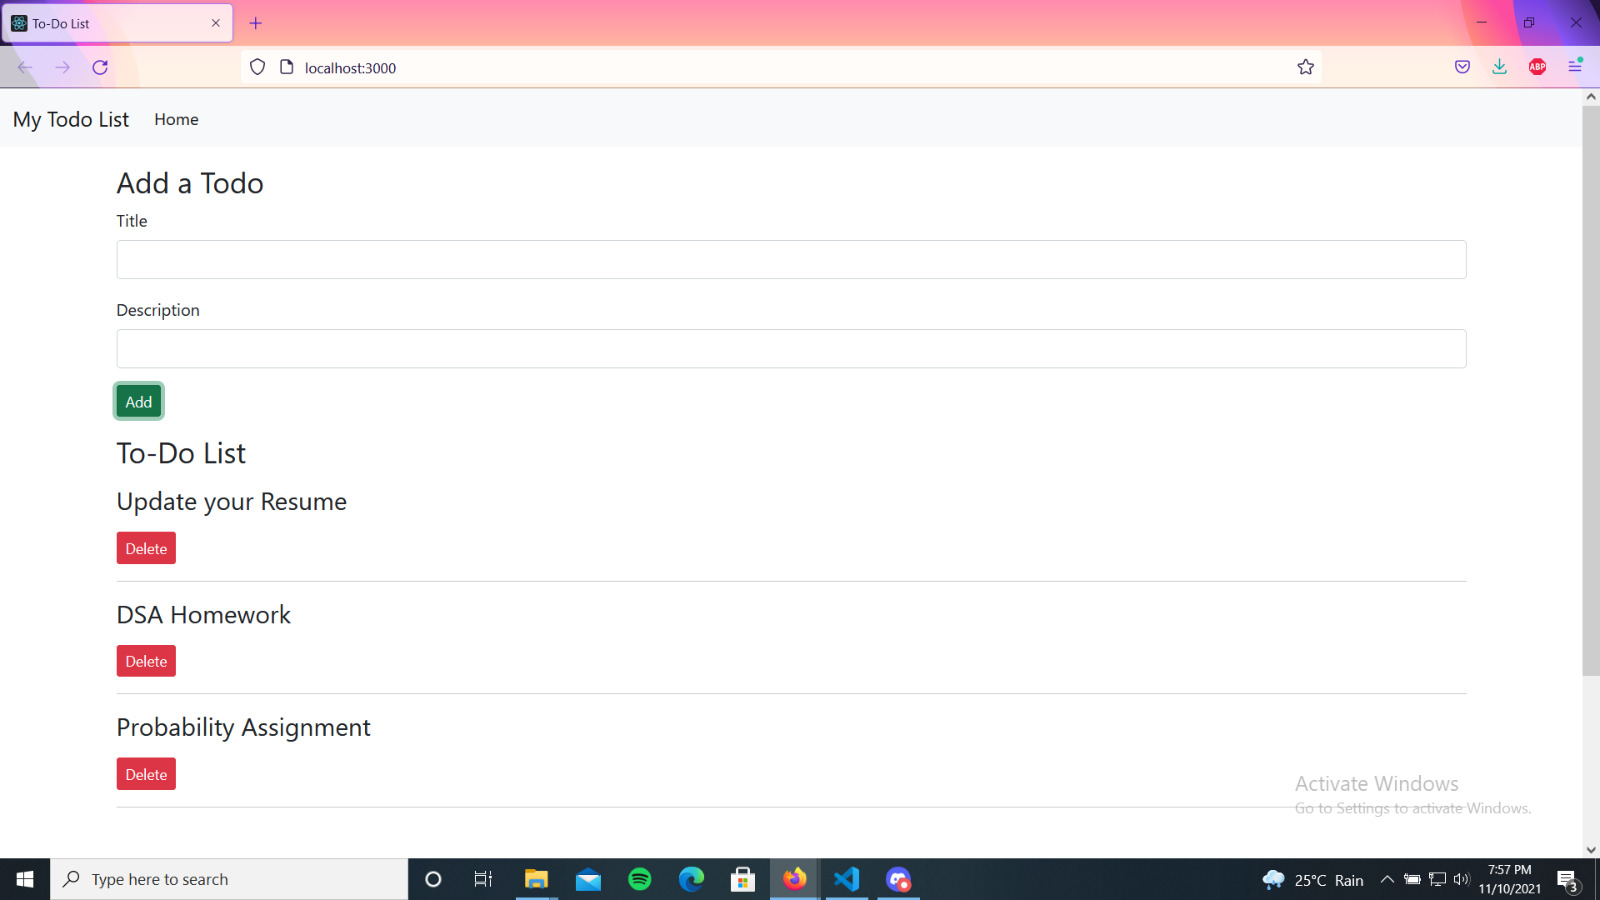 To-Do List
localhost:3000
ABP
My Todo List Home
Add a Todo
Title
Description
Add
To-Do List
Update your Resume
Delete
DSA Homework
Delete
Probability Assignment
Delete
Activate Windows
Go to Settings to activate Windows.
Type here to search
25°C Rain
7:57 PM
11/10/2021
3